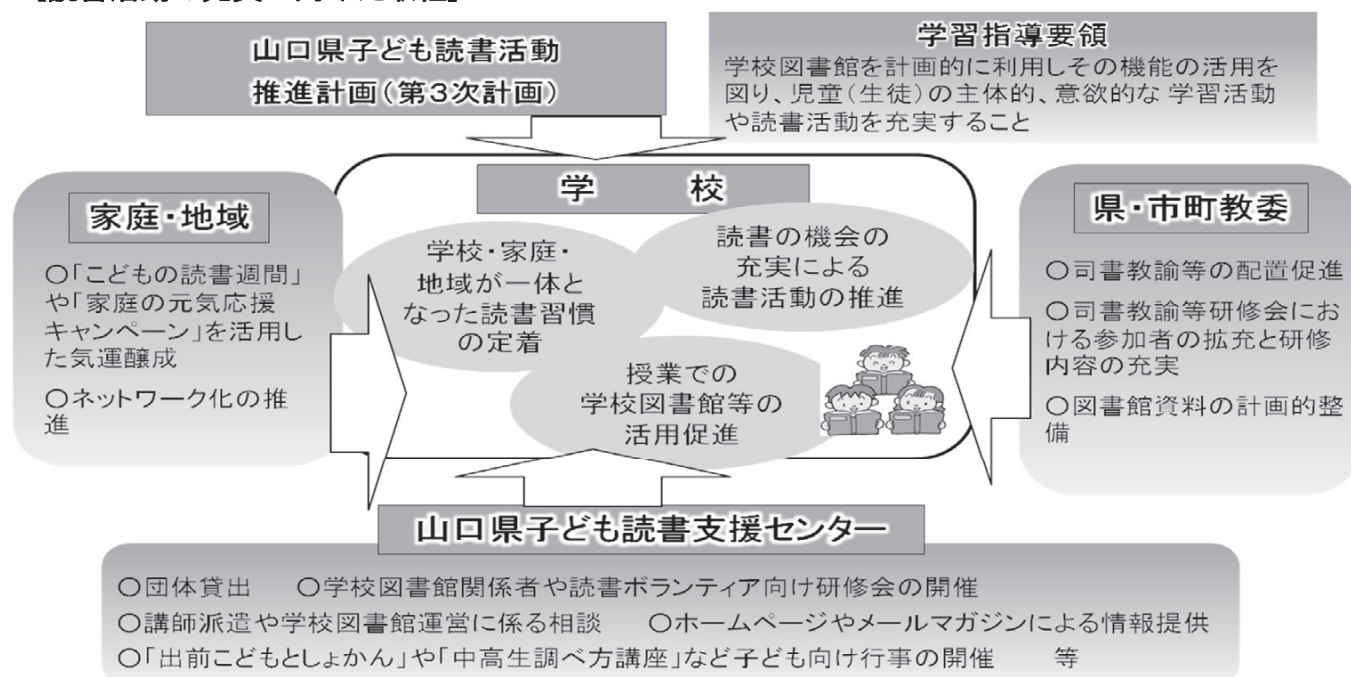 山口県子ども読書活動
推進計画(第3次計画)
学習指導要領
学校図書館を計画的に利用しその機能の活用を
図り、児童(生徒)の主体的、意欲的な 学習活動
や読書活動を充実すること
学 校
家庭・地域
○「こどもの読書週間」
や「家庭の元気応援
キャンペーン」を活用し
た気運醸成
○ネットワーク化の推
進
学校・家庭・
地域が一体と
なった読書習慣
の定着
読書の機会の
充実による
読書活動の推進
授業での
学校図書館等の
活用促進
県・市町教委
○司書教諭等の配置促進
○司書教諭等研修会にお
ける参加者の拡充と研修
内容の充実
○図書館資料の計画的整
備
山口県子ども読書支援センター
○団体貸出 ○学校図書館関係者や読書ボランティア向け研修会の開催
○講師派遣や学校図書館運営に係る相談 ○ホームページやメールマガジンによる情報提供
○「出前こどもとしょかん」や「中高生調べ方講座」など子ども向け行事の開催 等